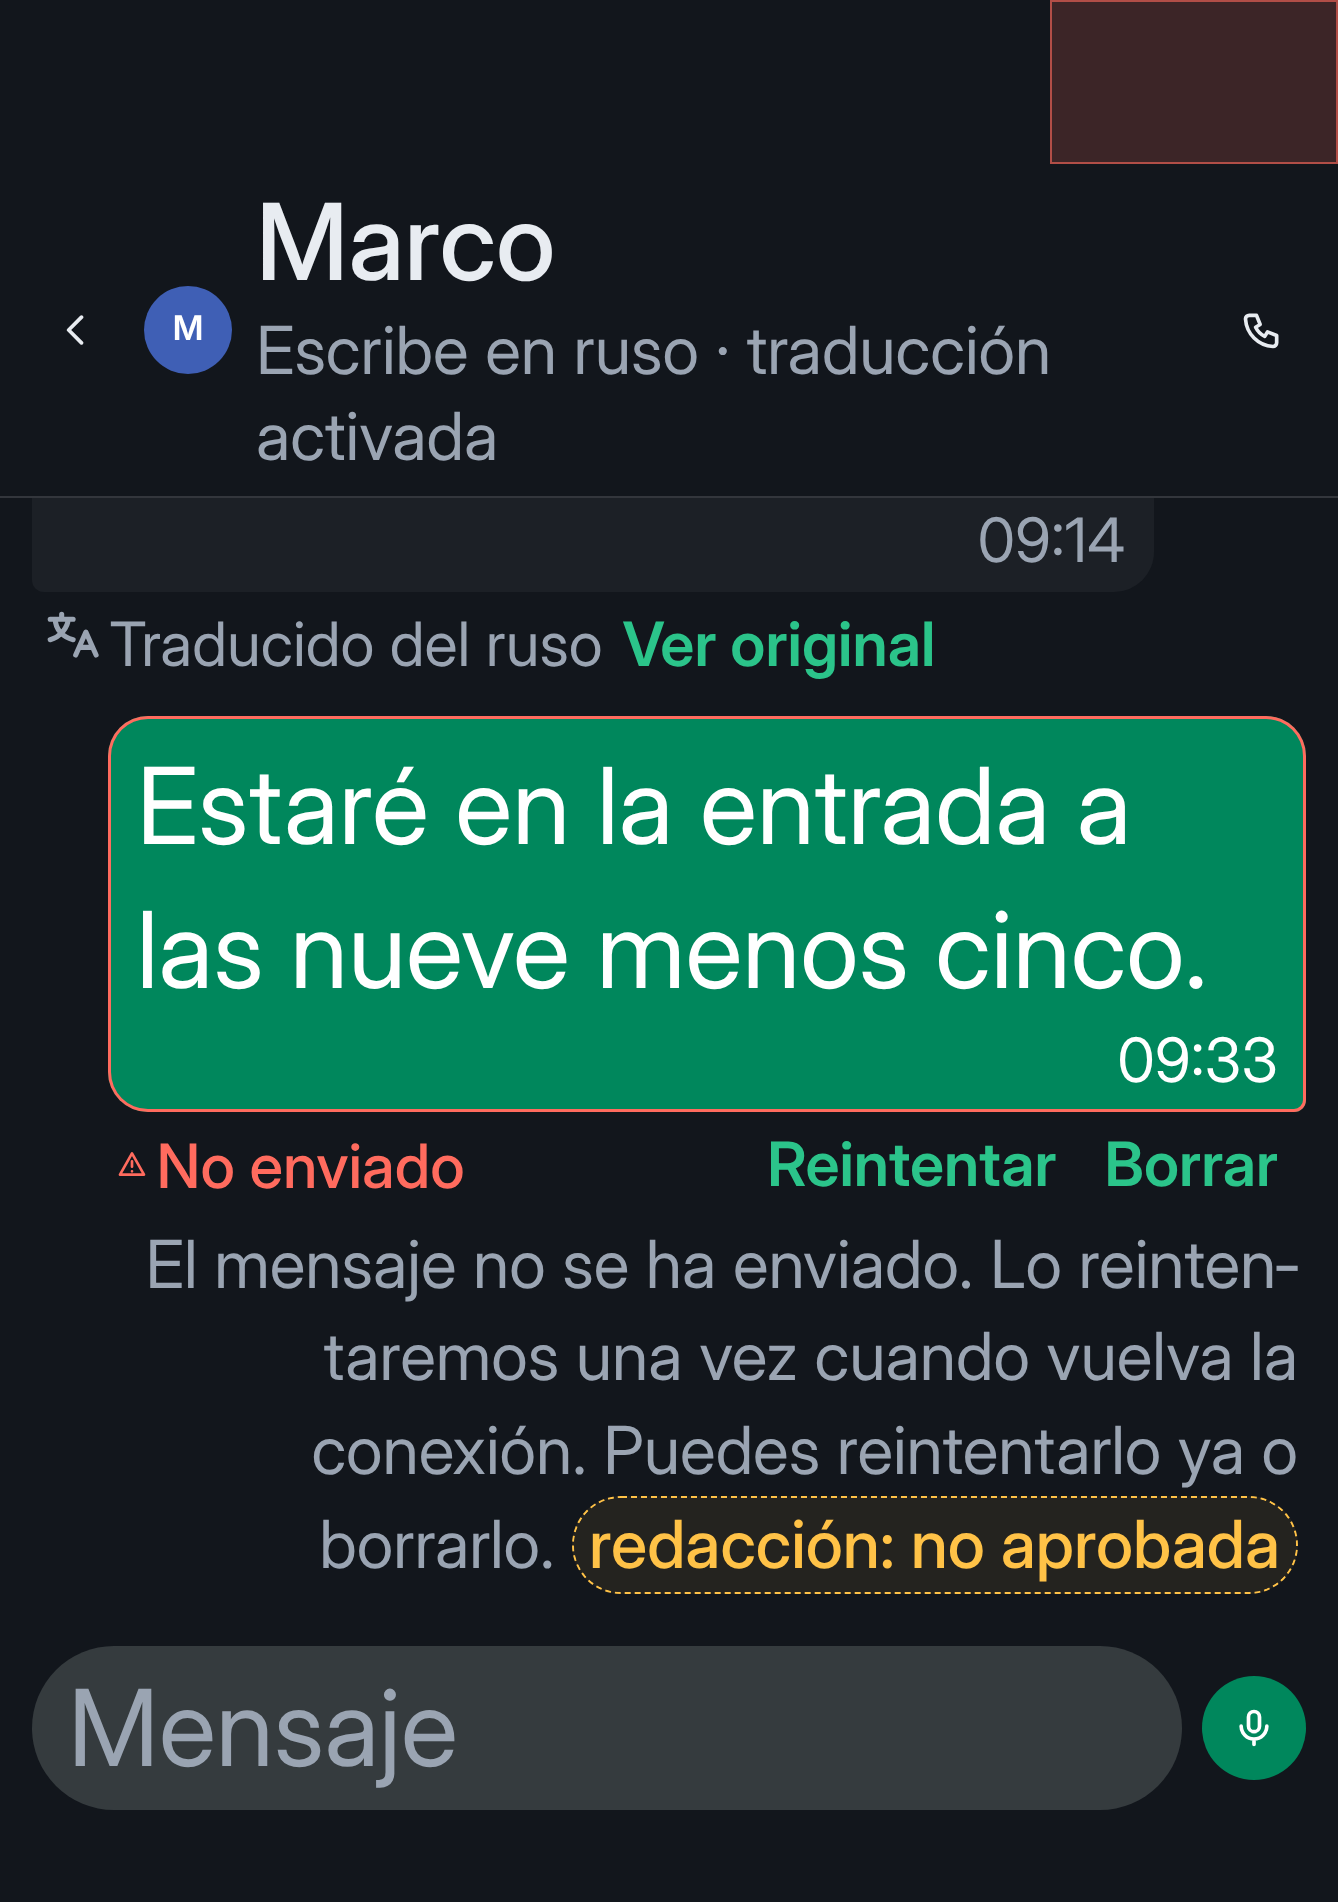 Marco
M
Escribe en ruso · traducción
activada
09:14
Traducido del ruso Ver original
Estaré en la entrada a
las nueve menos cinco.
09:33
No enviado Reintentar Borrar
El mensaje no se ha enviado. Lo reinten-
taremos una vez cuando vuelva la
conexión. Puedes reintentarlo ya o
borrarlo. redacción: no aprobada
Mensaje